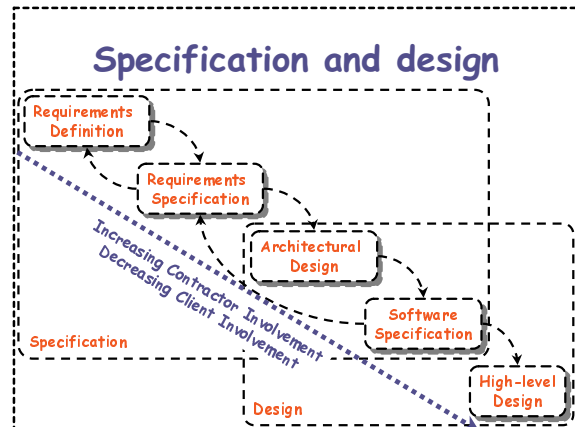 Specification and design
Requirements
Definition
Requirements
Specification
Architectural
Design
Increasing Contractor Involvement
Decreasing Client Involvement
Software
Specification
Specification
High-level
Design
Design